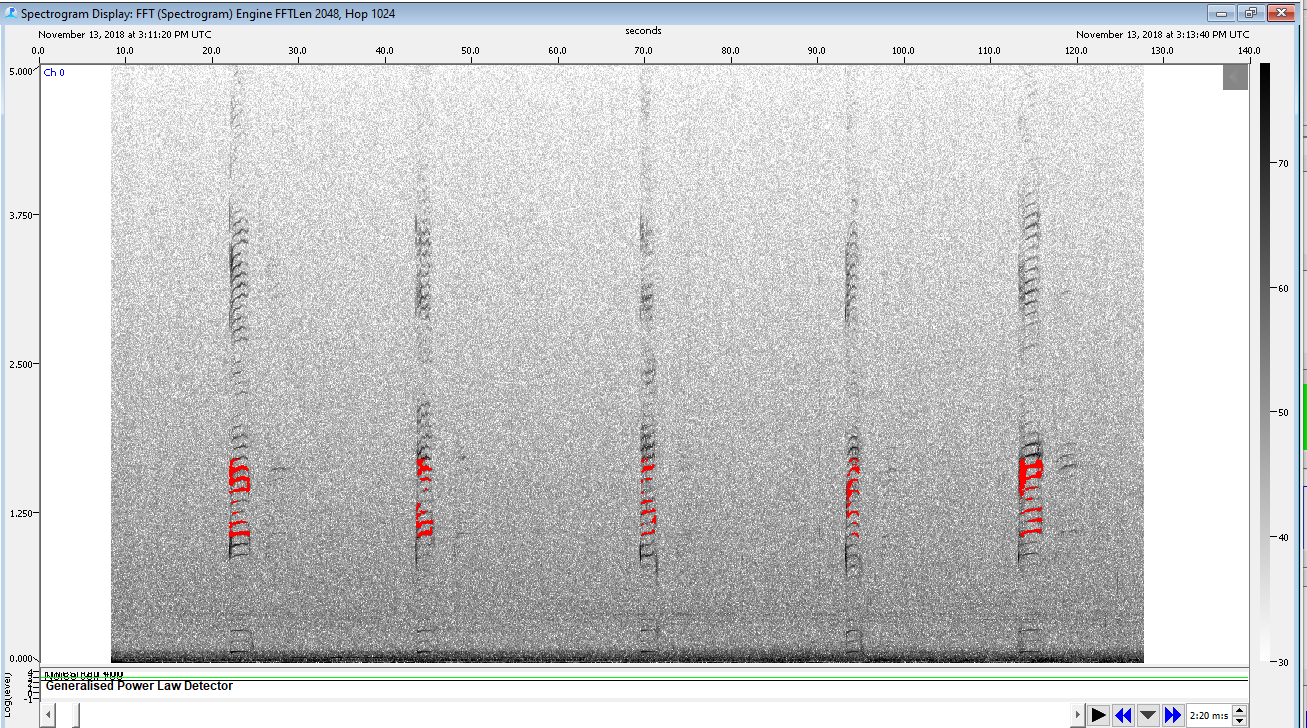 Spectrogram Display: FFT (Spectrogram) Engine FFTLen 2048, Hop 1024
November 13, 2018 at 3:11:20 PM UTC
seconds
November 13, 2018 at 3:13:40 PM UTC
0.0 10.0 20.0 30.0 40.0 50.0 60.0 70.0 80.0 90.0 100.0 110.0 120.0 130.0 140.0
5.000
Ch 0
70
3.750
60
2.500
50
1.250
40
0.000
30
Generalised Power Law Detector
Log(level)
4
-1
2:20 m:s